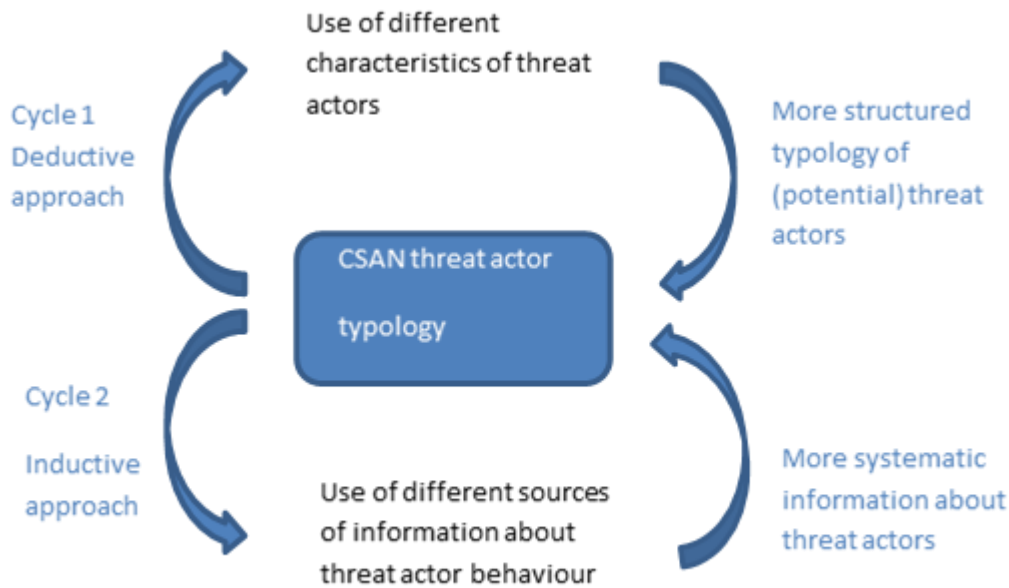 Use of different
characteristics of threat
actors
Cycle 1
Deductive
approach
More structured
typology of
(potential) threat
actors
CSAN threat actor
typology
Cycle 2
Inductive
approach
Use of different sources
of information about
threat actor behaviour
More systematic
information about
threat actors